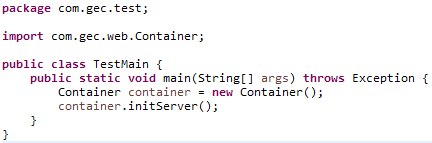 package com.gec.test;
import com.gec.web.Container;
public class TestMain {
    public static void main(String[] args) throws Exception {
        Container container = new Container();
        container.initServer();
    }
}